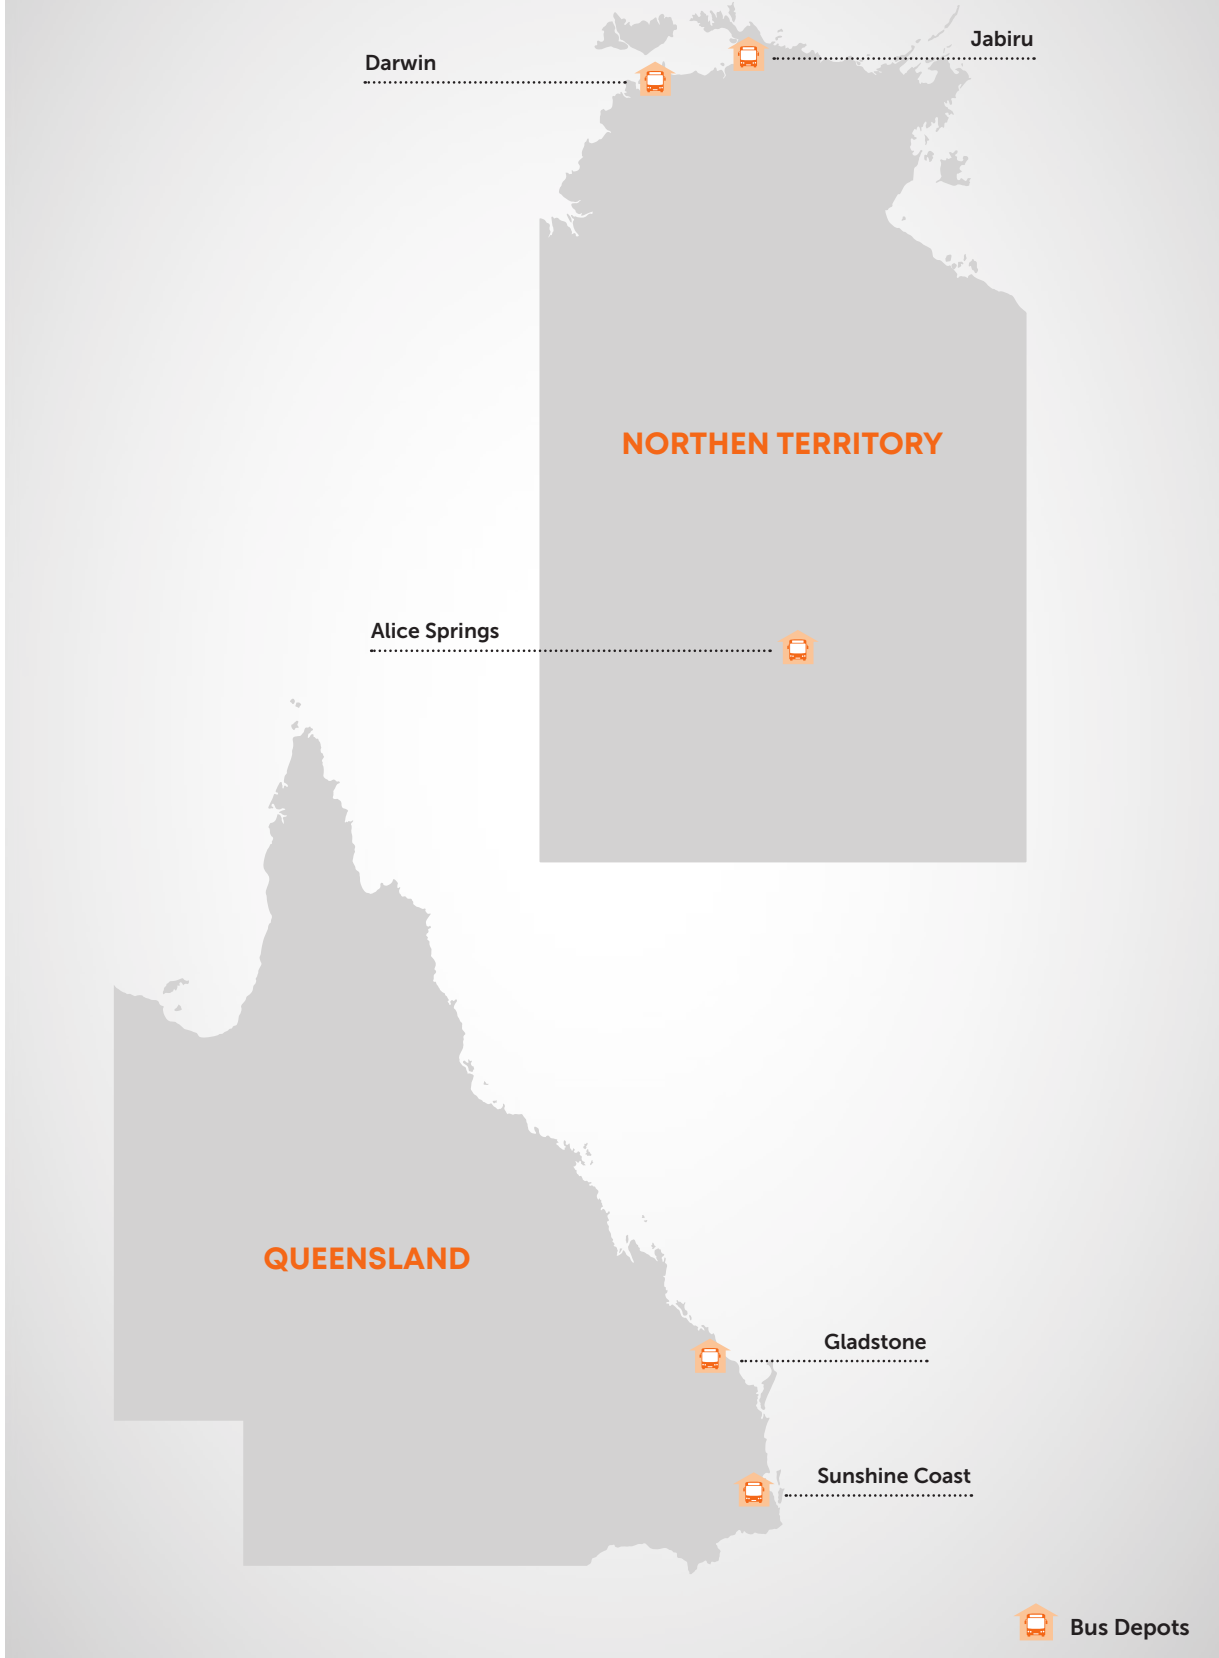 Jabiru
Darwin
NORTHEN TERRITORY
Alice Springs
QUEENSLAND
Gladstone
Sunshine Coast
Bus Depots